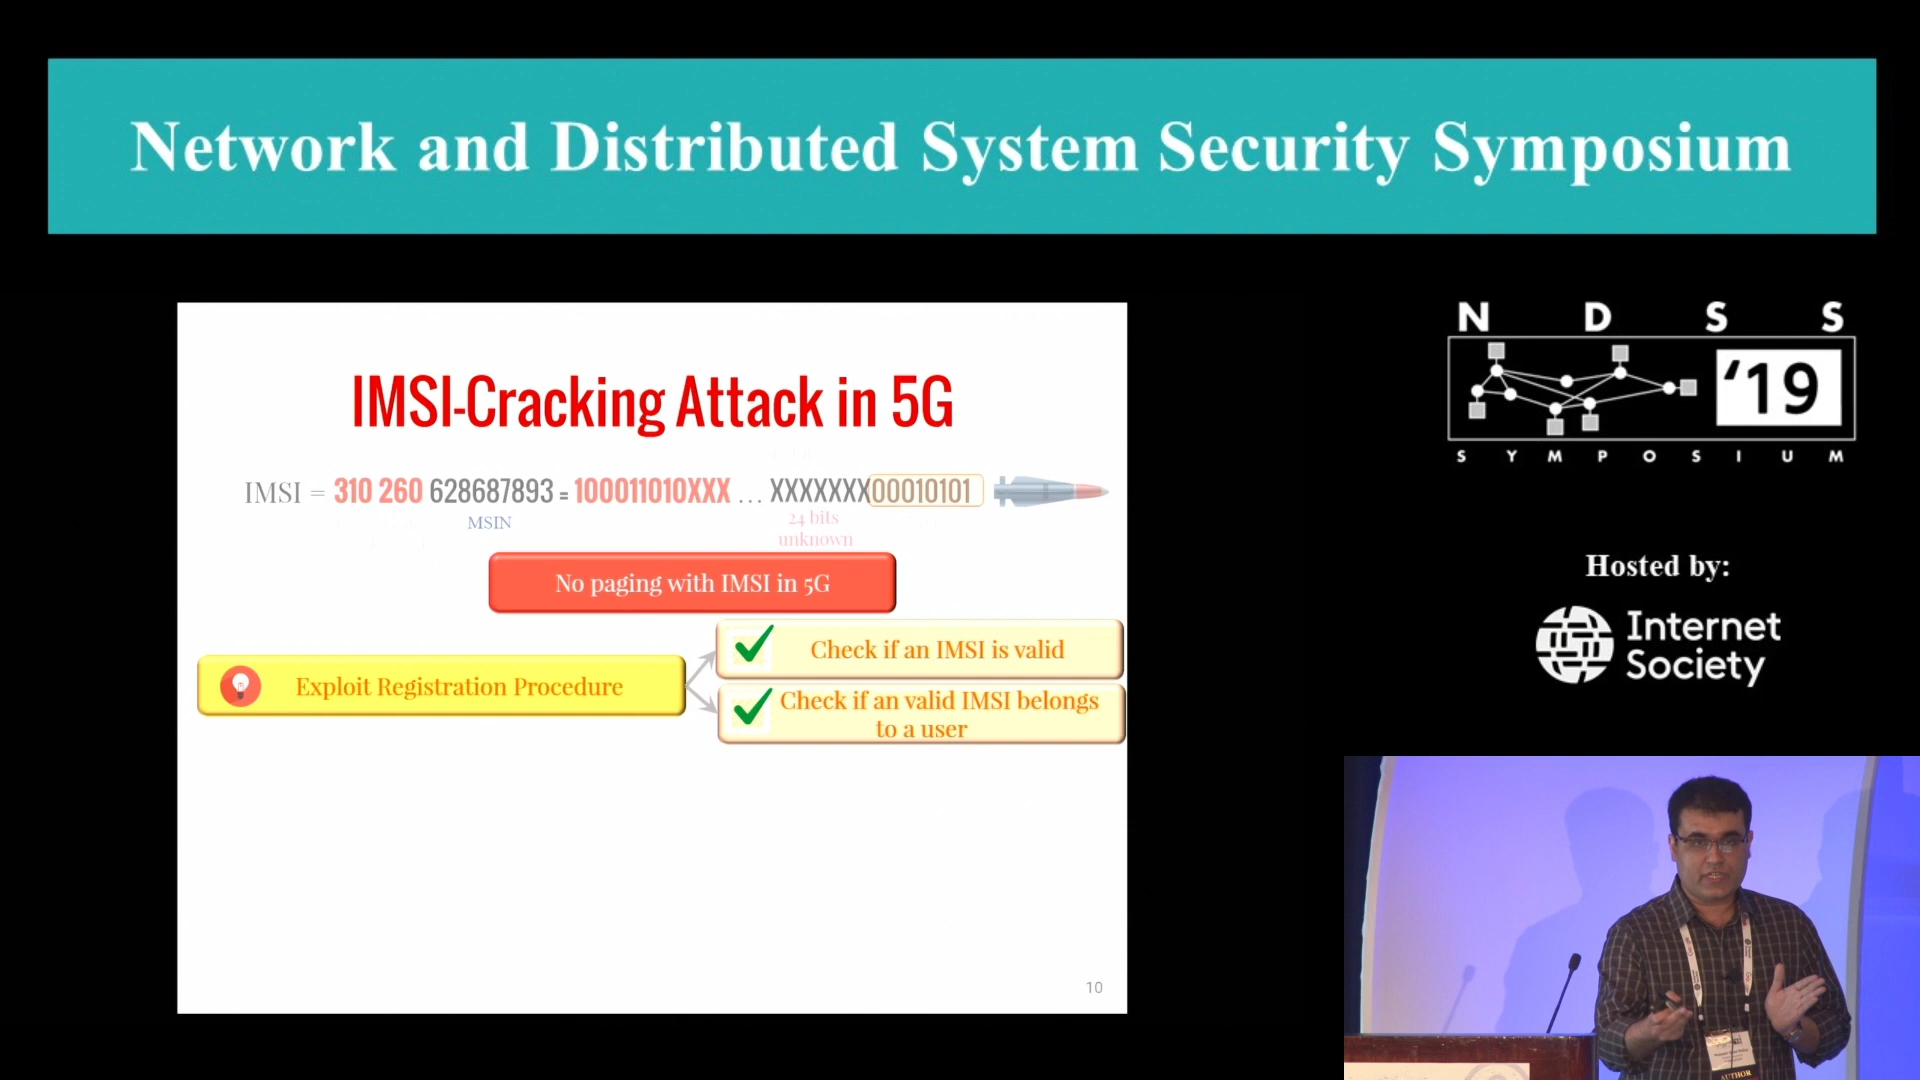 Network and Distributed System Security Symposium
N D S S
'19
S Y M P O S I U M
Hosted by:
Internet
Society
IMSI-Cracking Attack in 5G
IMSI = 310 260 628687893 = 100011010XXX ... XXXXXXX00010101
MSIN
24 bits
unknown
No paging with IMSI in 5G
Exploit Registration Procedure
Check if an IMSI is valid
Check if an valid IMSI belongs
to a user
10
AUTHOR